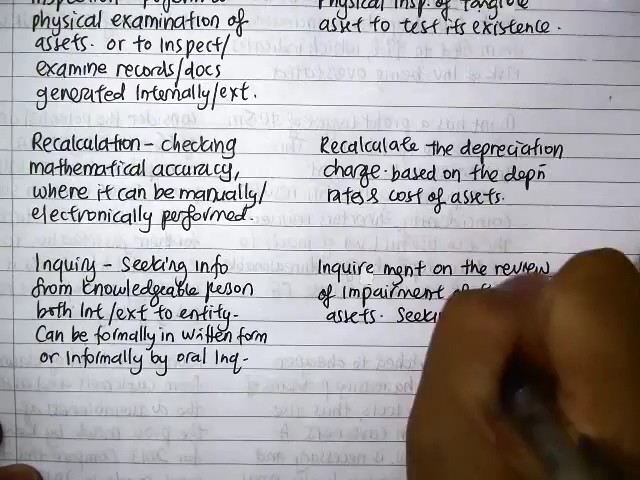 physical examination of
assets. or to inspect/
examine records/docs
generated Internally/ext.
Physical insp. of tangible
asset to test its existence.
Recalculation - checking
mathematical accuracy,
where it can be manually/
electronically performed.
Recalculate the depreciation
charge based on the depñ
rates & cost of assets.
Inquiry - Seeking info
from knowledgeable person
both Int/ext to entity-
Can be formally in written form
or Informally by oral Inq-
Inquire mgnt on the review
of impairment
assets.